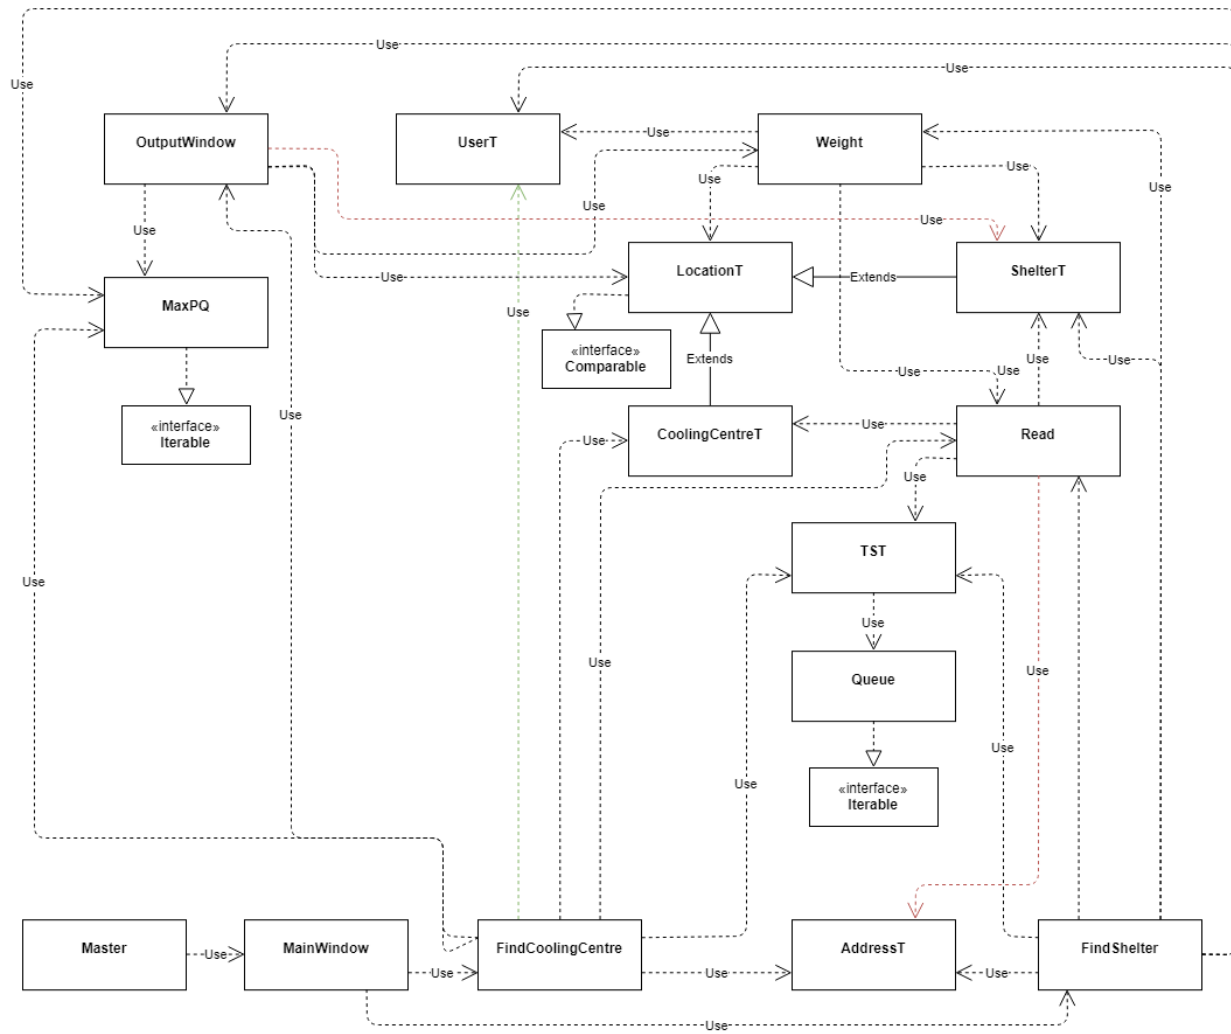 Use
Use
Use
OutputWindow
UserT
Use
Weight
Use
Use
Use
Use
Use
Use
Use
LocationT
ShelterT
Use
Extends
MaxPQ
Use
«interface»
Comparable
Extends
Use
Use
Use
Use
«interface»
Iterable
Use
Use
CoolingCentreT
Use
Read
Use
TST
Use
Use
Use
Use
Queue
Use
Use
«interface»
Iterable
Master
Use
MainWindow
Use
FindCoolingCentre
Use
AddressT
Use
FindShelter
Use